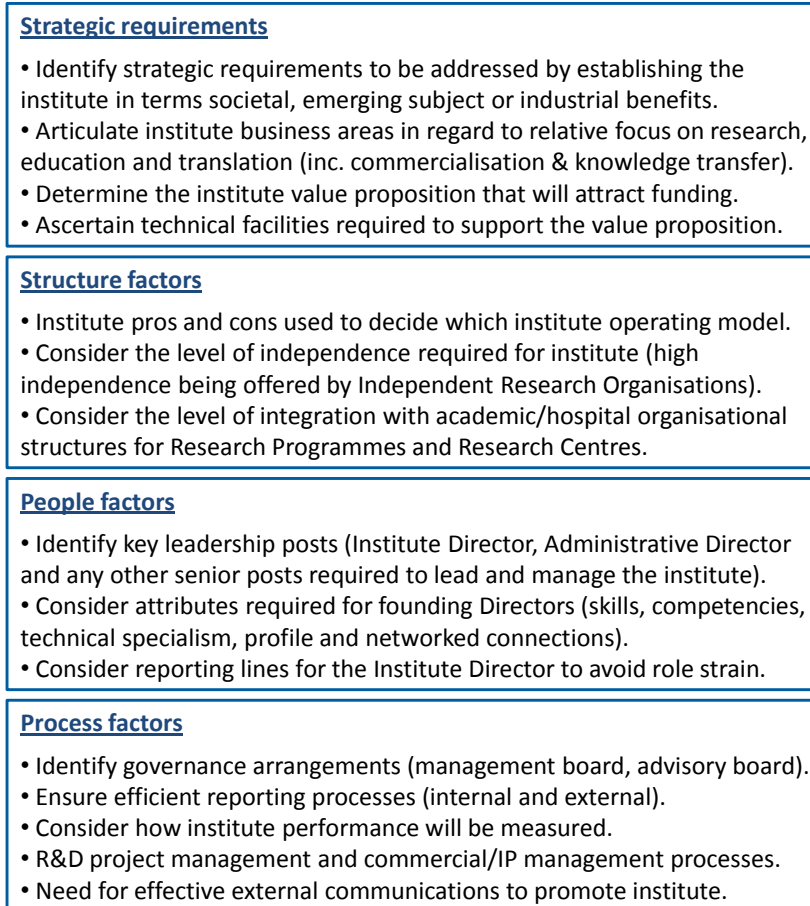 Strategic requirements
• Identify strategic requirements to be addressed by establishing the
institute in terms societal, emerging subject or industrial benefits.
• Articulate institute business areas in regard to relative focus on research,
education and translation (inc. commercialisation & knowledge transfer).
• Determine the institute value proposition that will attract funding.
• Ascertain technical facilities required to support the value proposition.
Structure factors
• Institute pros and cons used to decide which institute operating model.
• Consider the level of independence required for institute (high
independence being offered by Independent Research Organisations).
• Consider the level of integration with academic/hospital organisational
structures for Research Programmes and Research Centres.
People factors
• Identify key leadership posts (Institute Director, Administrative Director
and any other senior posts required to lead and manage the institute).
• Consider attributes required for founding Directors (skills, competencies,
technical specialism, profile and networked connections).
• Consider reporting lines for the Institute Director to avoid role strain.
Process factors
• Identify governance arrangements (management board, advisory board).
• Ensure efficient reporting processes (internal and external).
• Consider how institute performance will be measured.
• R&D project management and commercial/IP management processes.
• Need for effective external communications to promote institute.